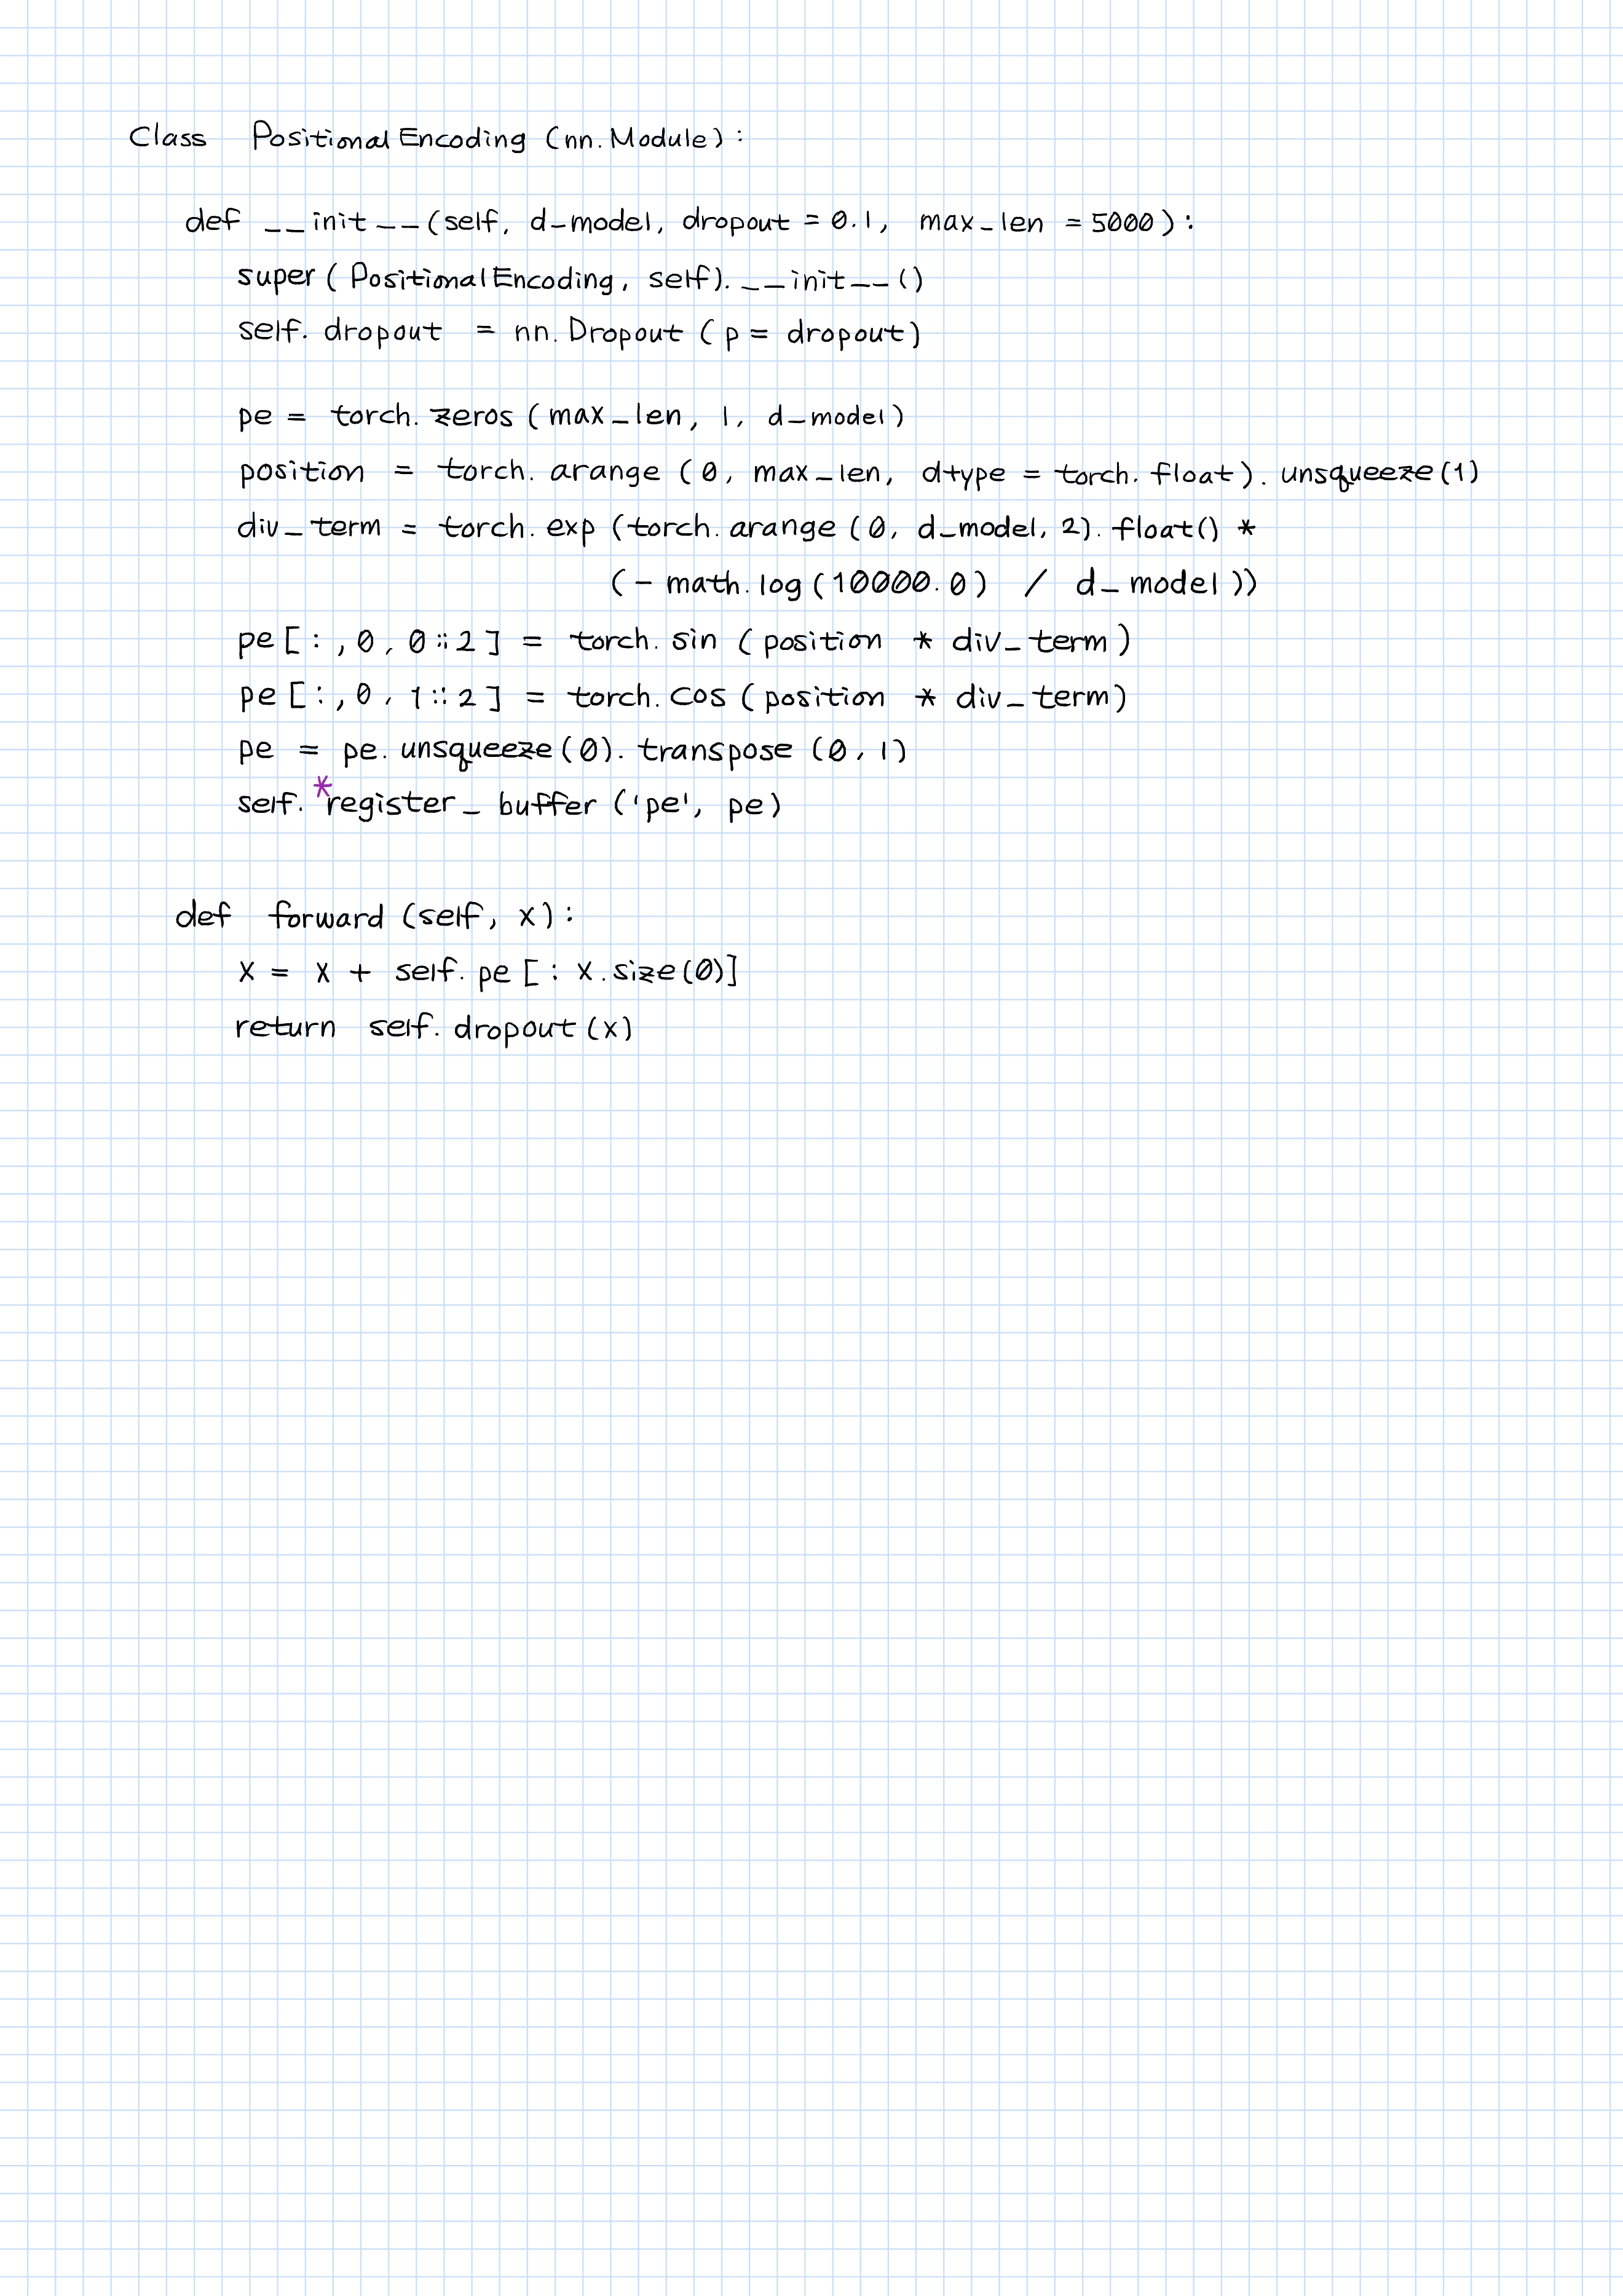 Class PositionalEncoding (nn.Module):
def __init__(self, d_model, dropout = 0.1, max_len = 5000):
super(PositionalEncoding, self).__init__()
self.dropout = nn.Dropout(p = dropout)
pe = torch.zeros(max_len, 1, d_model)
position = torch.arange(0, max_len, dtype = torch.float).unsqueeze(1)
div_term = torch.exp(torch.arange(0, d_model, 2).float() *
(- math.log(10000.0) / d_model))
pe[:, 0, 0::2] = torch.sin(position * div_term)
pe[:, 0, 1::2] = torch.cos(position * div_term)
pe = pe.unsqueeze(0).transpose(0, 1)
self.*register_buffer('pe', pe)
def forward(self, x):
x = x + self.pe[: x.size(0)]
return self.dropout(x)